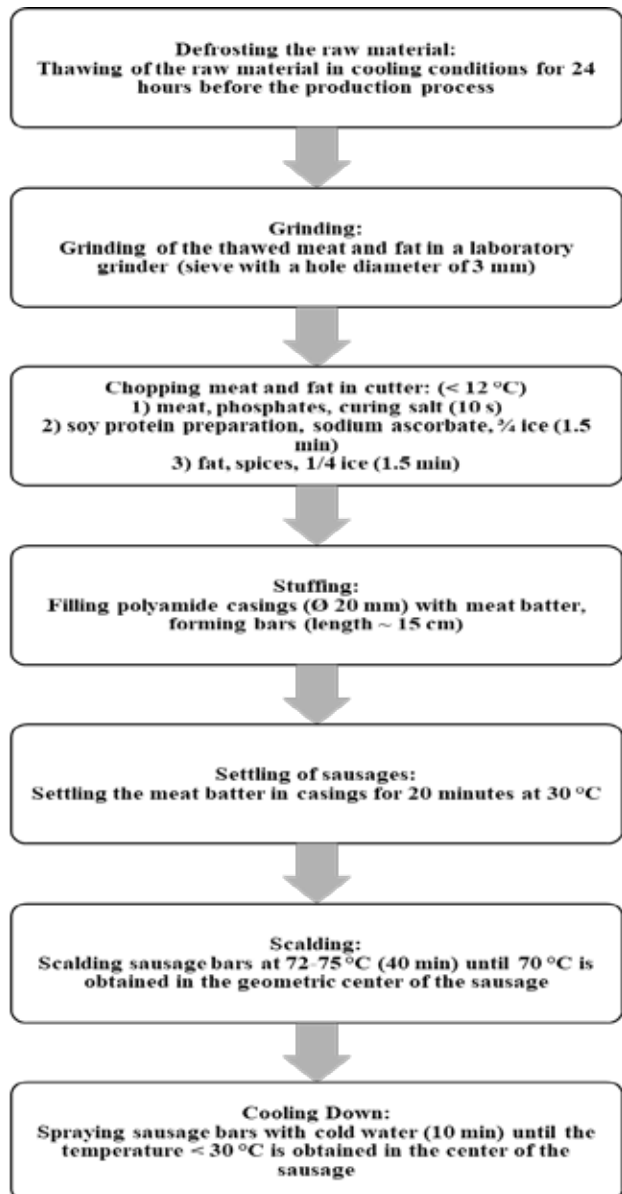 Defrosting the raw material:
Thawing of the raw material in cooling conditions for 24
hours before the production process
Grinding:
Grinding of the thawed meat and fat in a laboratory
grinder (sieve with a hole diameter of 3 mm)
Chopping meat and fat in cutter: (< 12 °C)
1) meat, phosphates, curing salt (10 s)
2) soy protein preparation, sodium ascorbate, ¾ ice (1.5
min)
3) fat, spices, 1/4 ice (1.5 min)
Stuffing:
Filling polyamide casings (Ø 20 mm) with meat batter,
forming bars (length ~ 15 cm)
Settling of sausages:
Settling the meat batter in casings for 20 minutes at 30 °C
Scalding:
Scalding sausage bars at 72-75 °C (40 min) until 70 °C is
obtained in the geometric center of the sausage
Cooling Down:
Spraying sausage bars with cold water (10 min) until the
temperature < 30 °C is obtained in the center of the
sausage